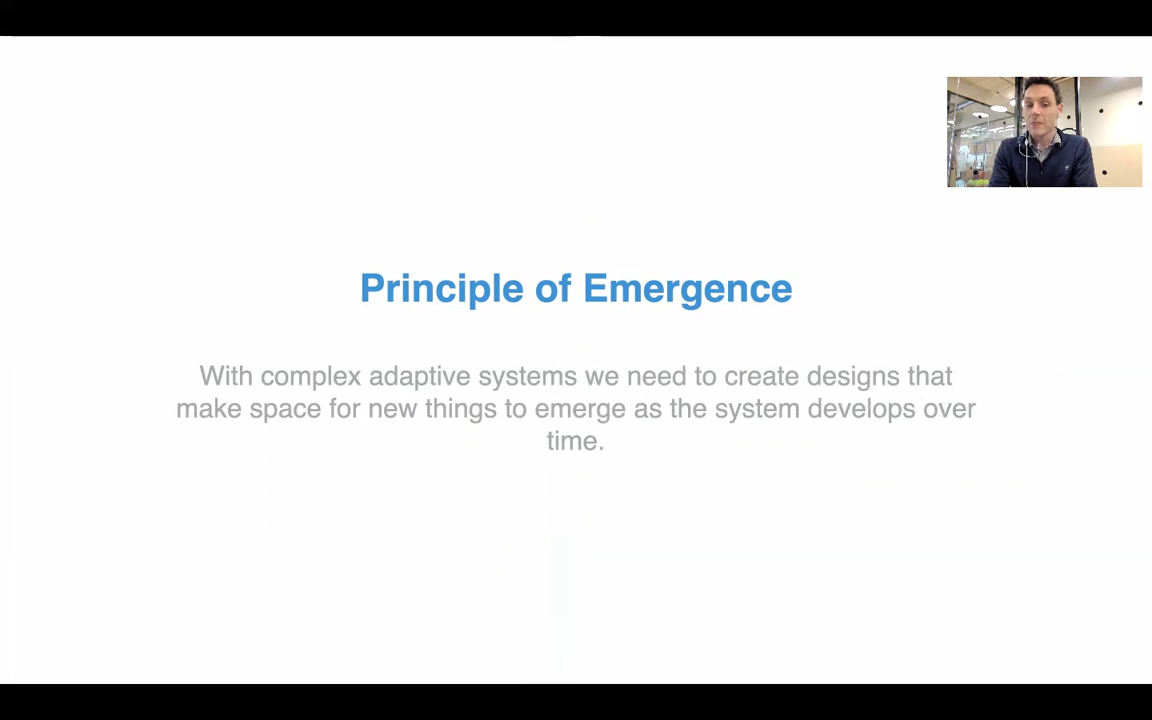 Principle of Emergence
With complex adaptive systems we need to create designs that
make space for new things to emerge as the system develops over
time.